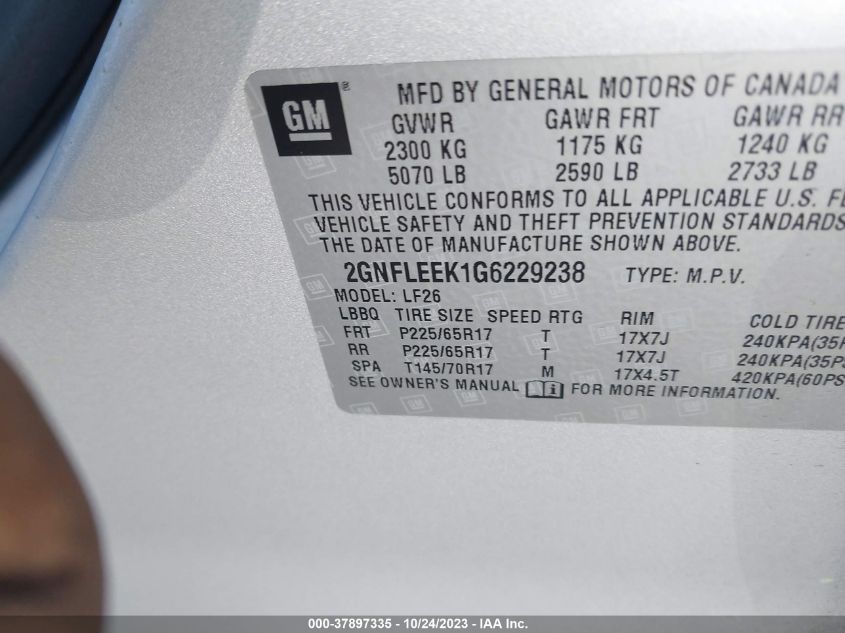 GM ®
MFD BY GENERAL MOTORS OF CANADA
GVWR GAWR FRT GAWR RR
2300 KG 1175 KG 1240 KG
5070 LB 2590 LB 2733 LB
THIS VEHICLE CONFORMS TO ALL APPLICABLE U.S.
VEHICLE SAFETY AND THEFT PREVENTION STANDARDS
THE DATE OF MANUFACTURE SHOWN ABOVE.
2GNFLEEK1G6229238 TYPE: M.P.V.
MODEL: LF26
LBBQ TIRE SIZE SPEED RTG RIM COLD TIRE
FRT P225/65R17 T 17X7J 240KPA(35
RR P225/65R17 T 17X7J 240KPA(35PS
SPA T145/70R17 M 17X4.5T 420KPA(60PS
SEE OWNER'S MANUAL i FOR MORE INFORMATION.
000-37897335 - 10/24/2023 - IAA Inc.